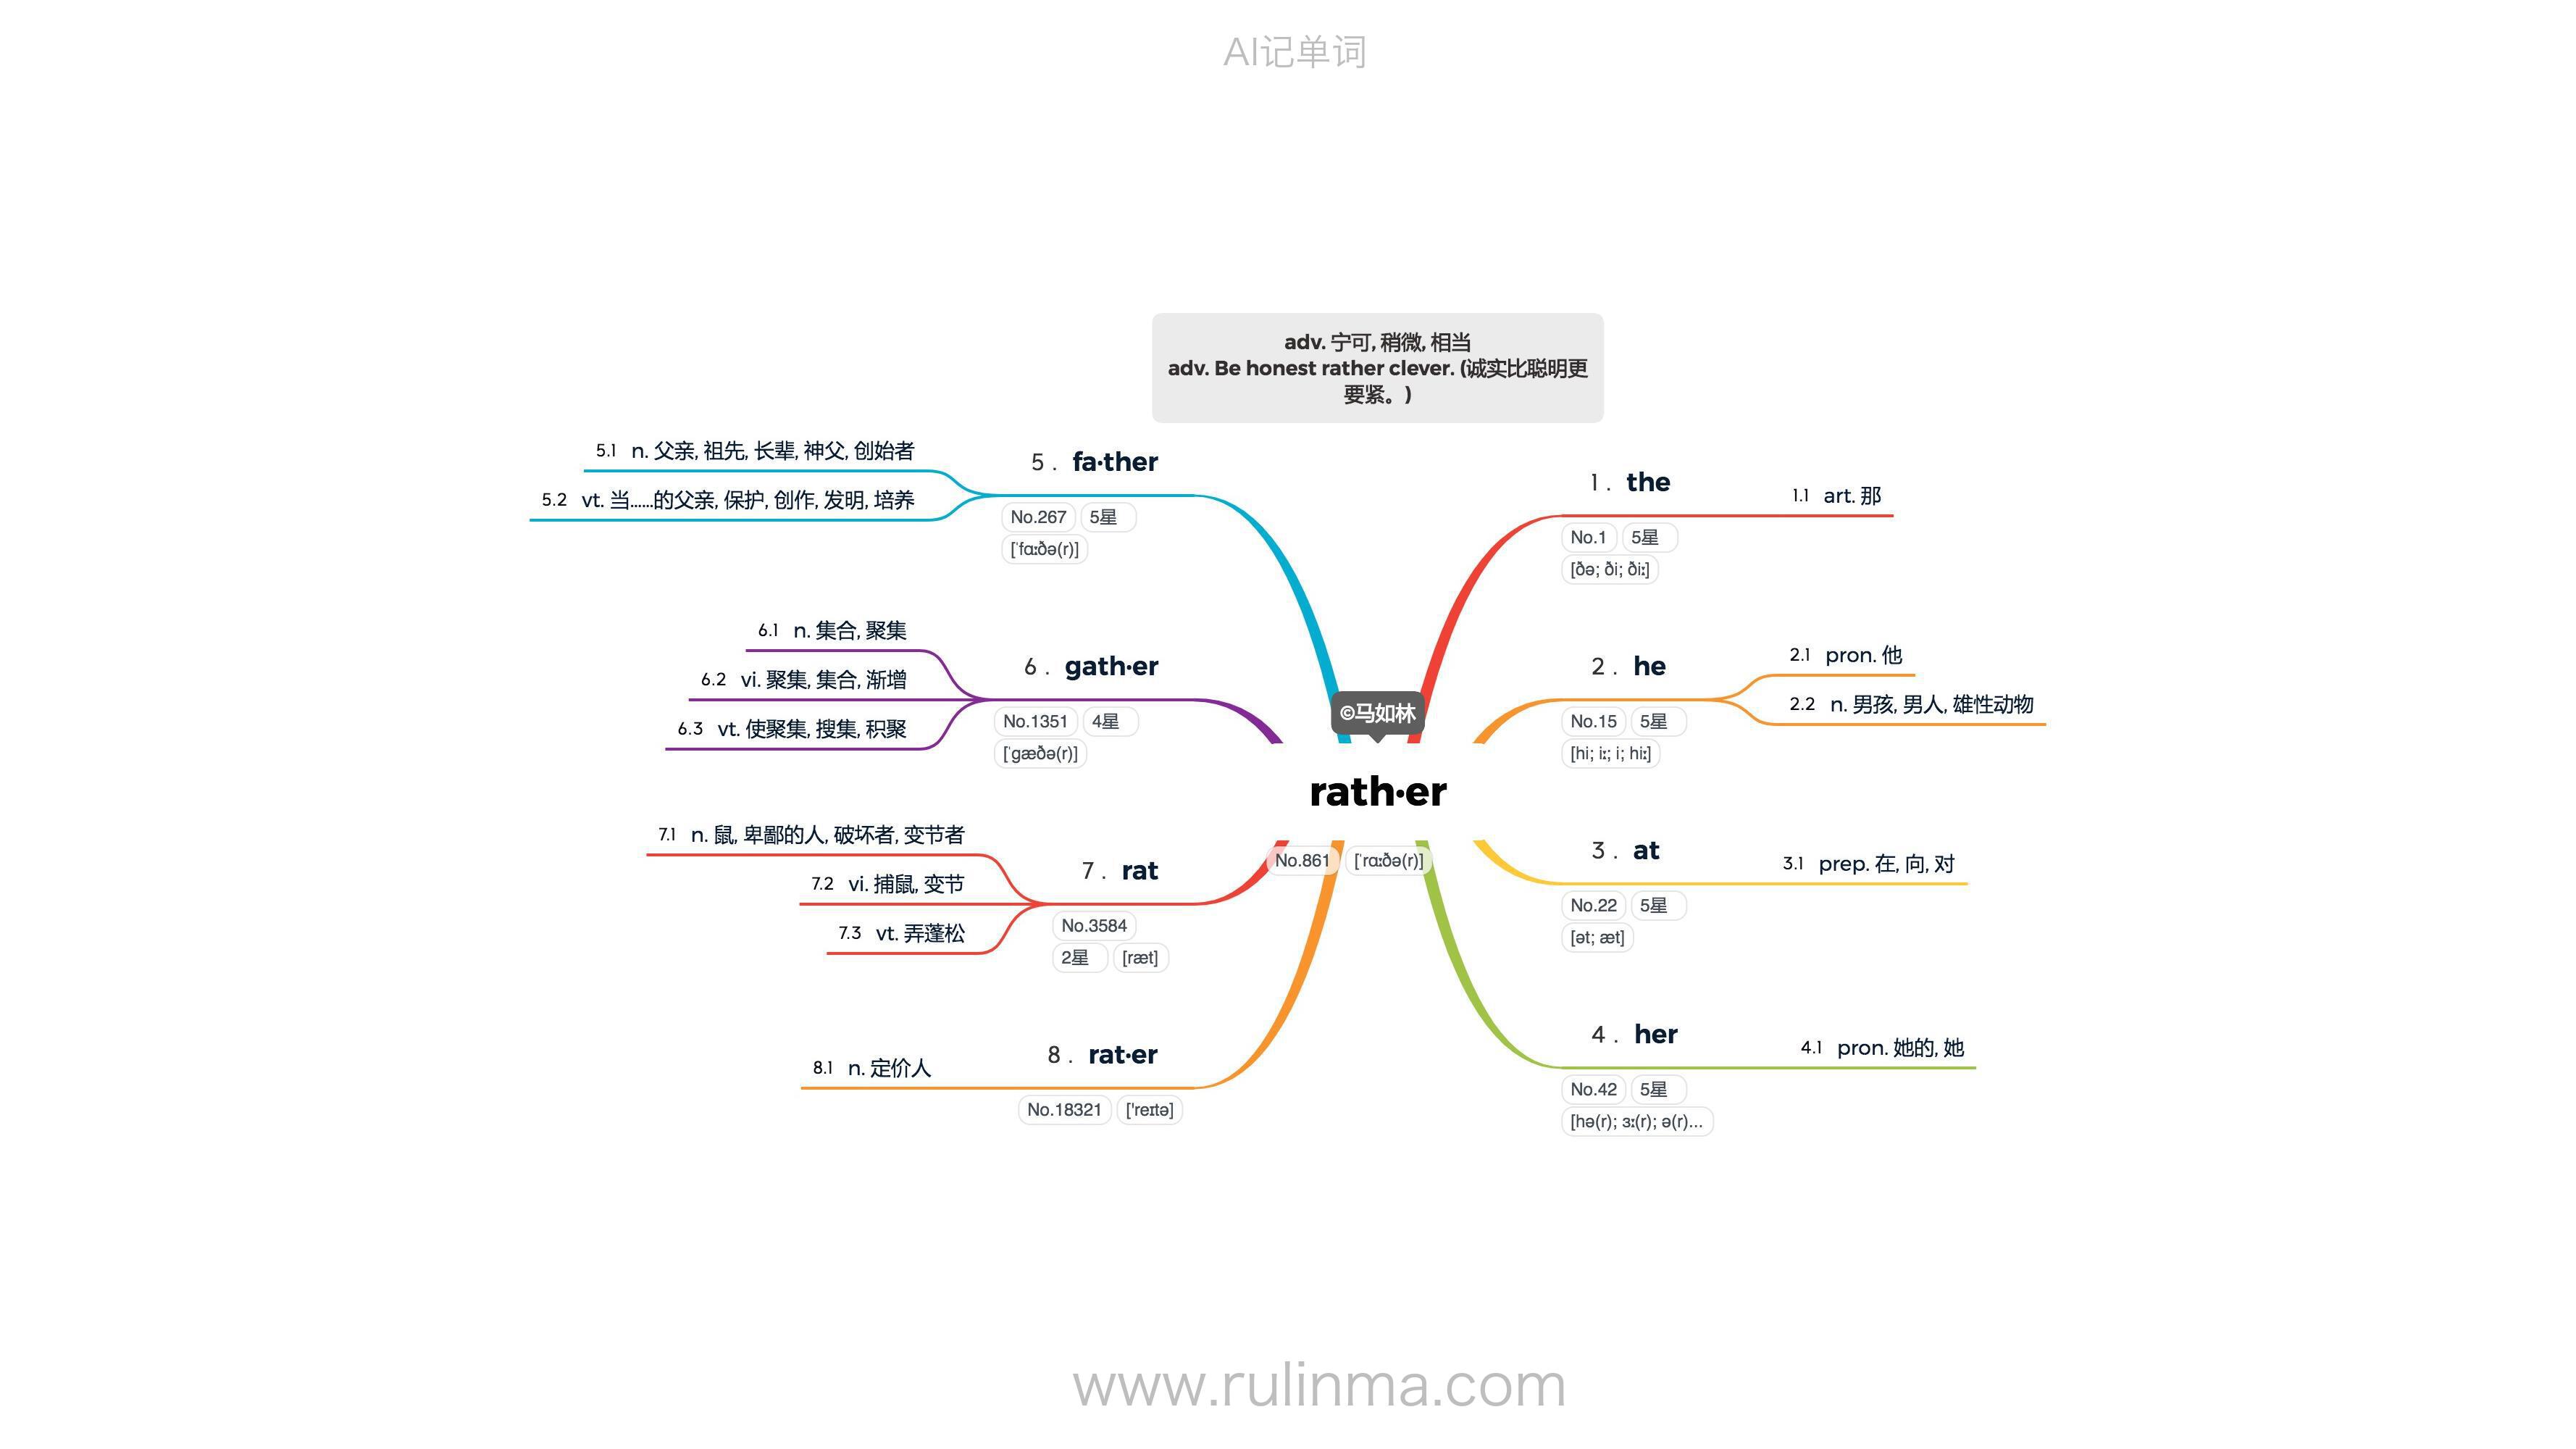 AI记单词
adv. 宁可, 稍微, 相当
adv. Be honest rather clever. (诚实比聪明更
要紧。)
©马如林
rath·er
No.861 [ˈrɑːðə(r)]
1 . the
No.1 5星
[ðə; ði; ðiː]
1.1 art. 那
2 . he
No.15 5星
[hi; iː; i; hiː]
2.1 pron. 他
2.2 n. 男孩, 男人, 雄性动物
3 . at
No.22 5星
[ət; æt]
3.1 prep. 在, 向, 对
4 . her
No.42 5星
[hə(r); ɜː(r); ə(r)...
4.1 pron. 她的, 她
5 . fa·ther
No.267 5星
[ˈfɑːðə(r)]
5.1 n. 父亲, 祖先, 长辈, 神父, 创始者
5.2 vt. 当......的父亲, 保护, 创作, 发明, 培养
6 . gath·er
No.1351 4星
[ˈɡæðə(r)]
6.1 n. 集合, 聚集
6.2 vi. 聚集, 集合, 渐增
6.3 vt. 使聚集, 搜集, 积聚
7 . rat
No.3584
2星 [ræt]
7.1 n. 鼠, 卑鄙的人, 破坏者, 变节者
7.2 vi. 捕鼠, 变节
7.3 vt. 弄蓬松
8 . rat·er
No.18321 ['reɪtə]
8.1 n. 定价人
www.rulinma.com